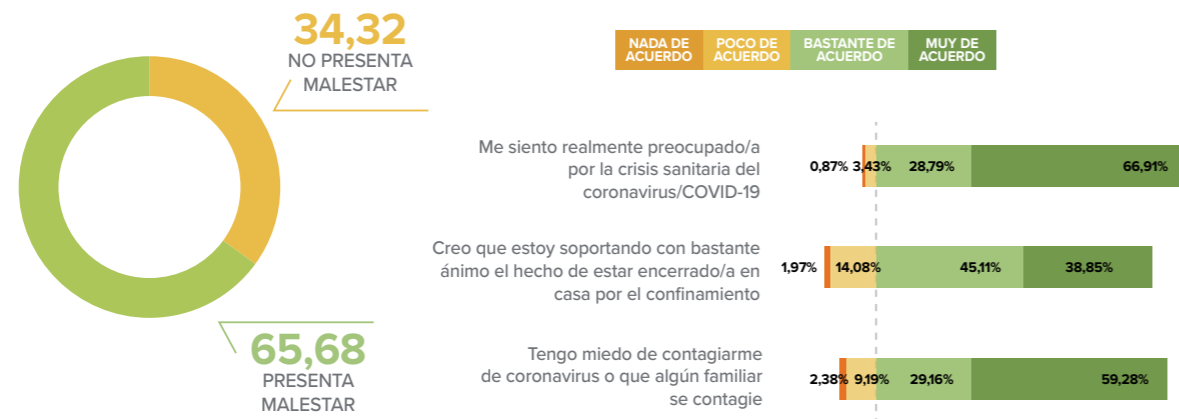 34,32
NO PRESENTA
MALESTAR
65,68
PRESENTA
MALESTAR
NADA DE
ACUERDO
POCO DE
ACUERDO
BASTANTE DE
ACUERDO
MUY DE
ACUERDO
Me siento realmente preocupado/a
por la crisis sanitaria del
coronavirus/COVID-19
0,87% 3,43% 28,79% 66,91%
Creo que estoy soportando con bastante
ánimo el hecho de estar encerrado/a en
casa por el confinamiento
1,97% 14,08% 45,11% 38,85%
Tengo miedo de contagiarme
de coronavirus o que algún familiar
se contagie
2,38% 9,19% 29,16% 59,28%